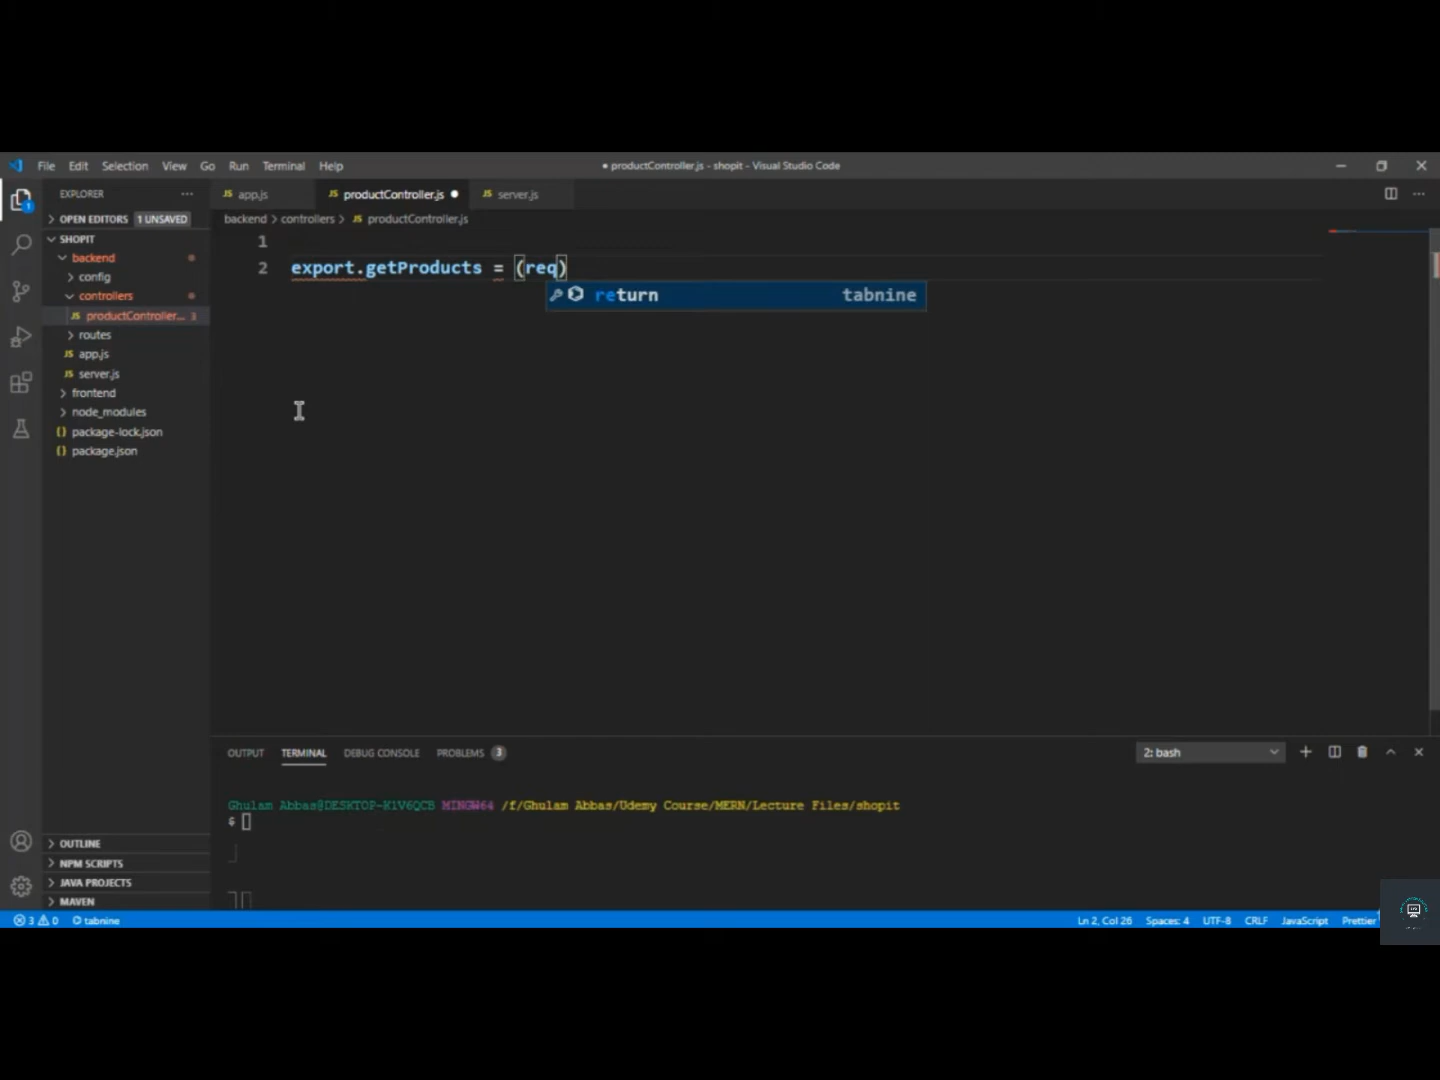 File Edit Selection View Go Run Terminal Help
productController.js - shopit - Visual Studio Code
EXPLORER
app.js
productController.js
server.js
OPEN EDITORS 1 UNSAVED
backend > controllers > JS productController.js
SHOPIT
backend
config
controllers
JS productController... 3
routes
JS app.js
JS server.js
frontend
node_modules
{} package-lock.json
{} package.json
1
2 export.getProducts = (req)
return tabnine
OUTPUT TERMINAL DEBUG CONSOLE PROBLEMS 3
2: bash
Ghulam Abbas@DESKTOP-K1V6QCB MINGW64 /f/Ghulam Abbas/Udemy Course/MERN/Lecture Files/shopit
$
OUTLINE
NPM SCRIPTS
JAVA PROJECTS
MAVEN
3 0 tabnine
Ln 2, Col 26 Spaces: 4 UTF-8 CRLF JavaScript Prettier